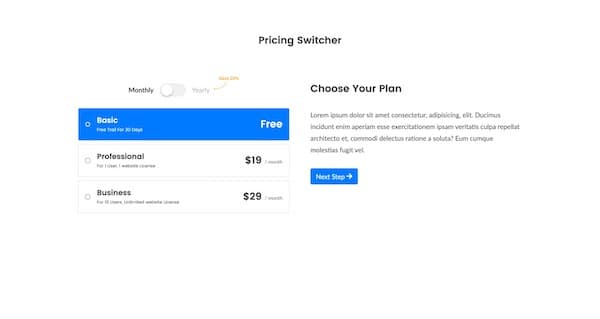 Pricing Switcher
Save 20%
Monthly Yearly
Basic
Free Trail For 30 Days
Free
Professional
For 1 User, 1 website License
$19 / month
Business
For 10 Users, Unlimited website License
$29 / month
Choose Your Plan
Lorem ipsum dolor sit amet consectetur, adipisicing, elit. Ducimus
incidunt enim aperiam esse exercitationem ipsam veritatis culpa repellat
architecto et, commodi delectus ratione a soluta? Eum cumque
molestias fugit vel.
Next Step